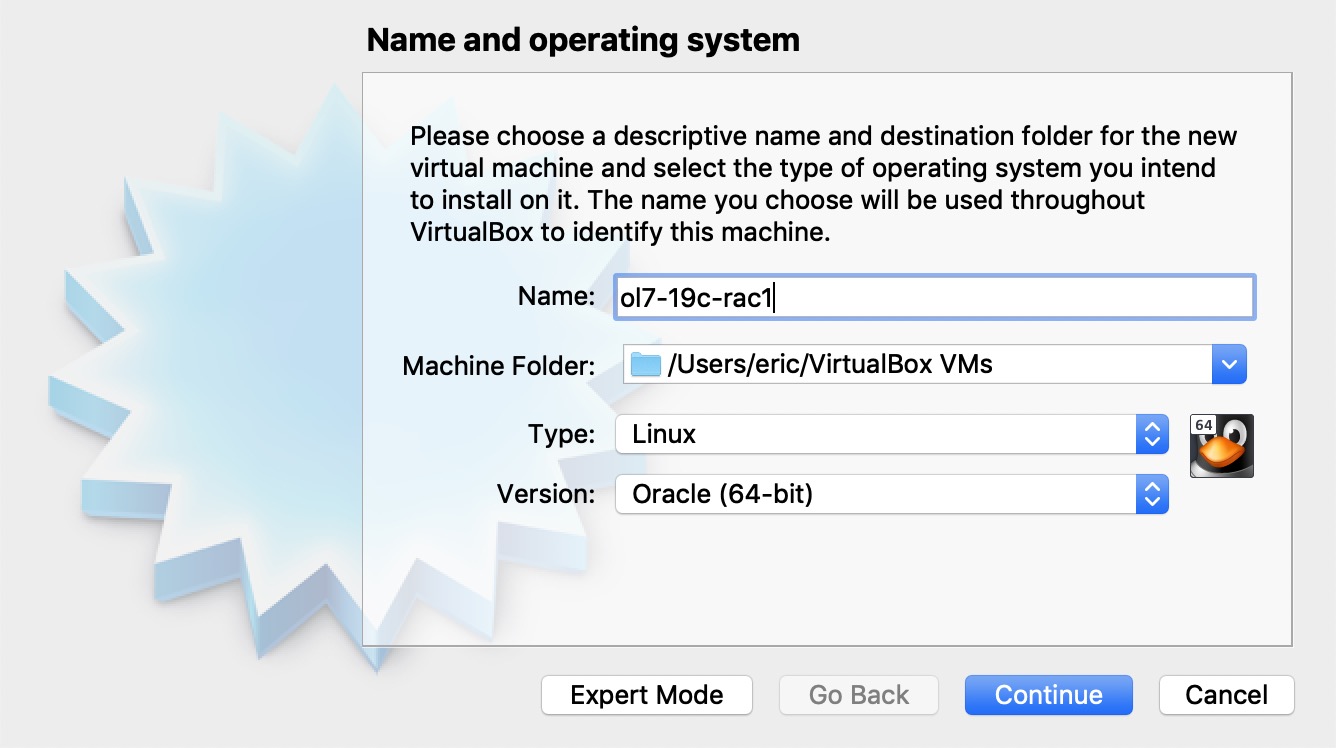 Name and operating system
Please choose a descriptive name and destination folder for the new
virtual machine and select the type of operating system you intend
to install on it. The name you choose will be used throughout
VirtualBox to identify this machine.
Name: ol7-19c-rac1
Machine Folder: /Users/eric/VirtualBox VMs
Type: Linux
64
Version: Oracle (64-bit)
Expert Mode Go Back Continue Cancel